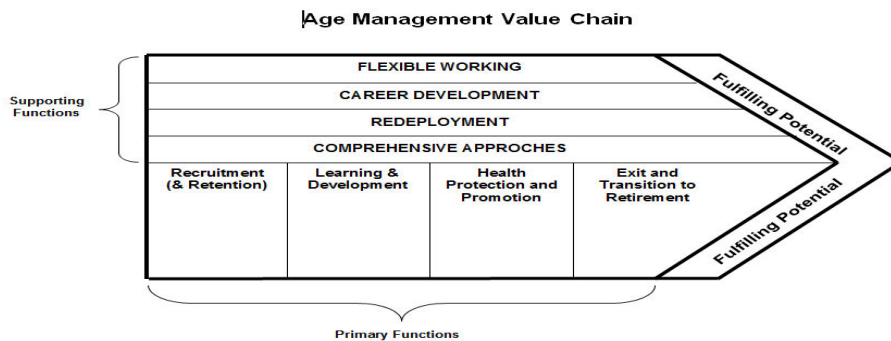 Age Management Value Chain
FLEXIBLE WORKING
CAREER DEVELOPMENT
REDEPLOYMENT
COMPREHENSIVE APPROCHES
Supporting
Functions
Recruitment
(& Retention)
Learning &
Development
Health
Protection and
Promotion
Exit and
Transition to
Retirement
Fulfilling Potential
Fulfilling Potential
Primary Functions